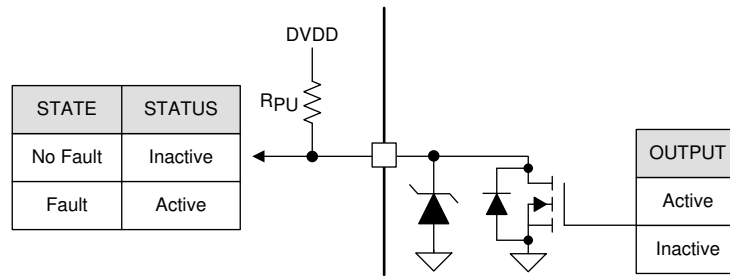 DVDD
RPU
STATE STATUS
No Fault Inactive
Fault Active
OUTPUT
Active
Inactive